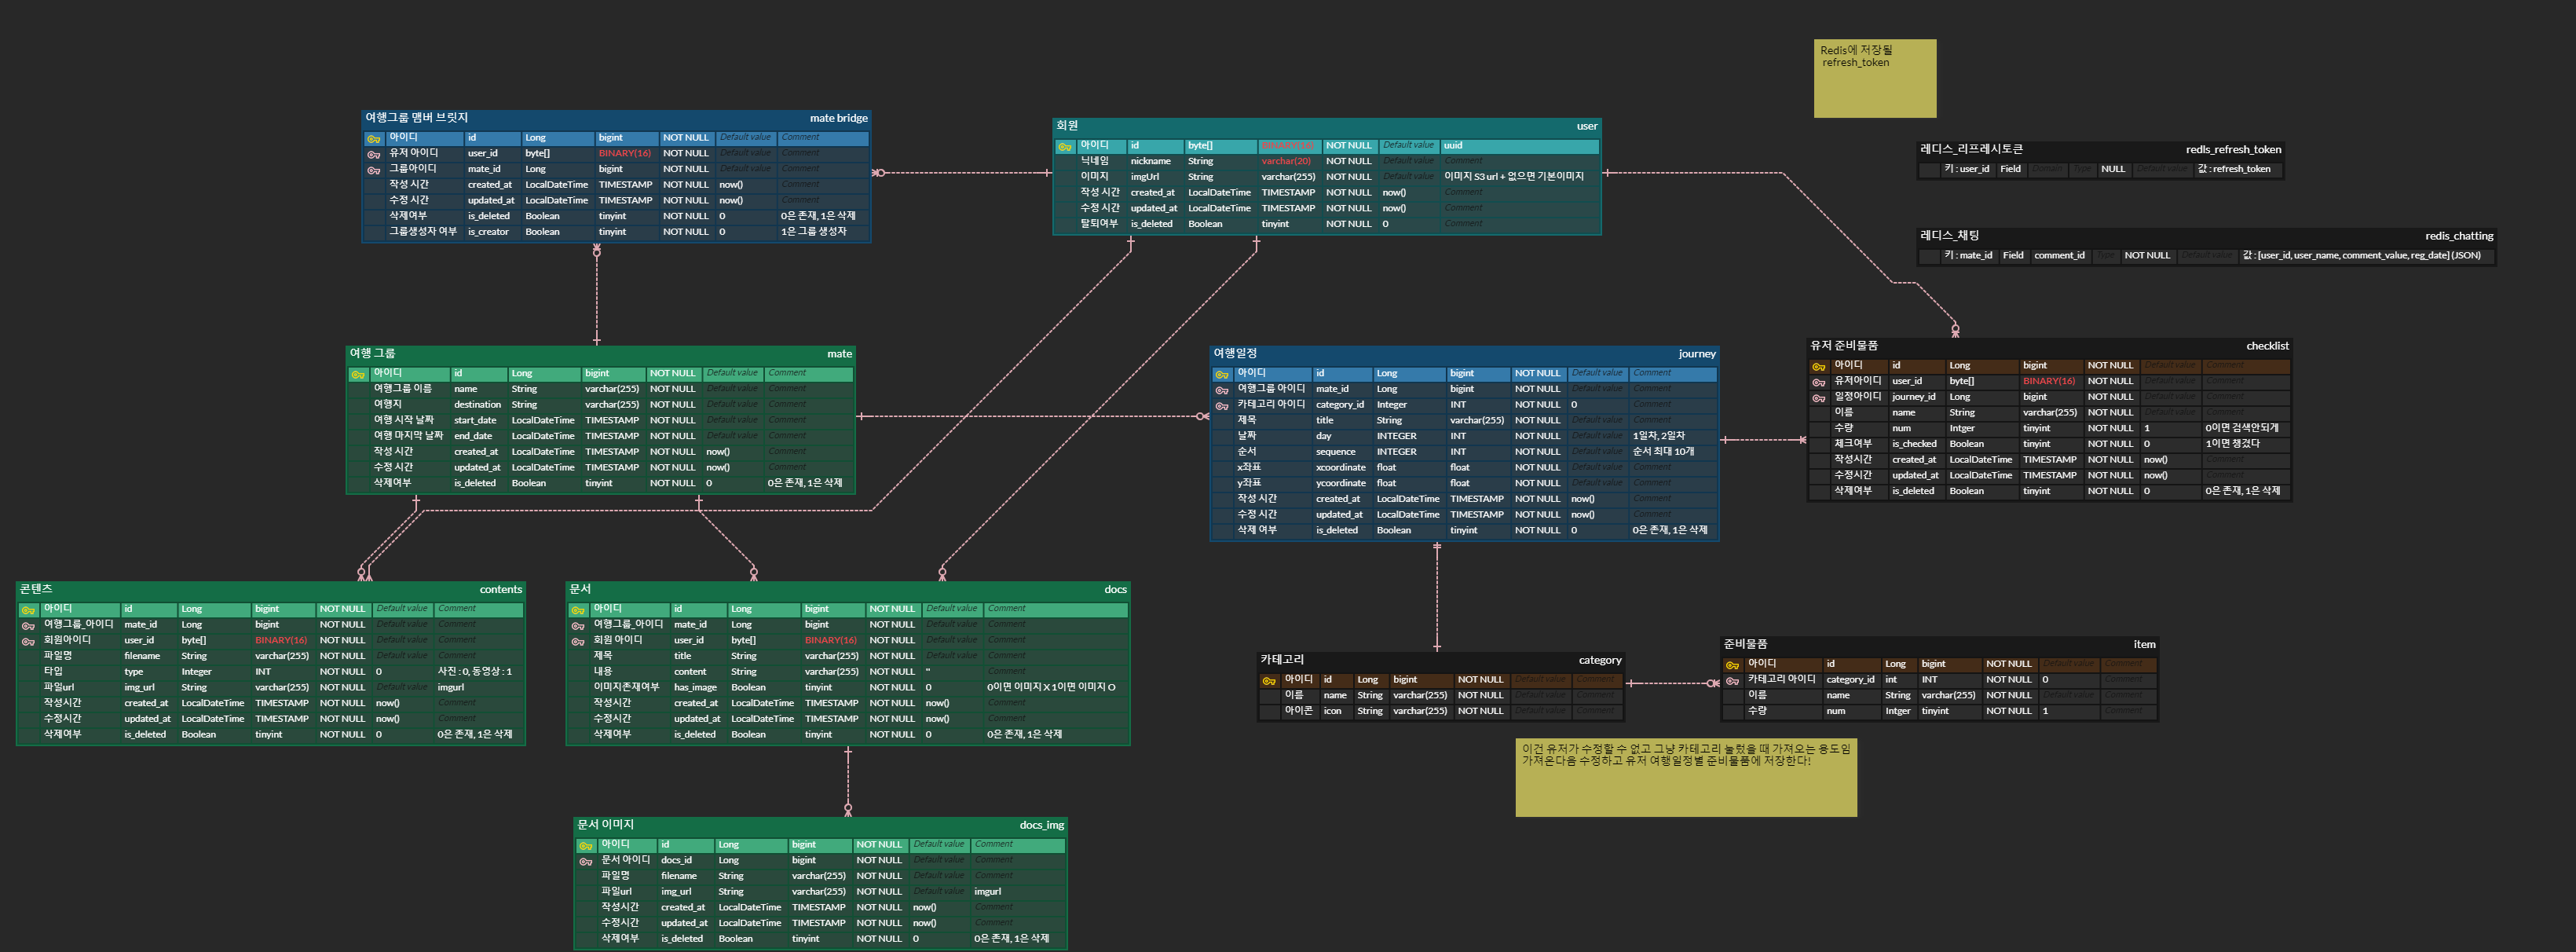 Redis에 저장될
refresh_token
여행그룹 맴버 브릿지 mate bridge
아이디 id Long bigint NOT NULL Default value Comment
유저 아이디 user_id byte[] BINARY(16) NOT NULL Default value Comment
그룹아이디 mate_id Long bigint NOT NULL Default value Comment
작성 시간 created_at LocalDateTime TIMESTAMP NOT NULL now() Comment
수정 시간 updated_at LocalDateTime TIMESTAMP NOT NULL now() Comment
삭제여부 is_deleted Boolean tinyint NOT NULL 0 0은 존재, 1은 삭제
그룹생성자 여부 is_creator Boolean tinyint NOT NULL 0 1은 그룹 생성자
회원 user
아이디 id byte[] BINARY(16) NOT NULL Default value uuid
닉네임 nickname String varchar(20) NOT NULL Default value Comment
이미지 imgUrl String varchar(255) NOT NULL Default value 이미지 S3 url + 없으면 기본이미지
작성 시간 created_at LocalDateTime TIMESTAMP NOT NULL now() Comment
수정 시간 updated_at LocalDateTime TIMESTAMP NOT NULL now() Comment
탈퇴여부 is_deleted Boolean tinyint NOT NULL 0 Comment
레디스_리프레시토큰 redis_refresh_token
키 : user_id Field Domain Type NULL Default value 값 : refresh_token
레디스_채팅 redis_chatting
키 : mate_id Field comment_id Type NOT NULL Default value 값 : [user_id, user_name, comment_value, reg_date] (JSON)
여행 그룹 mate
아이디 id Long bigint NOT NULL Default value Comment
여행그룹 이름 name String varchar(255) NOT NULL Default value Comment
여행지 destination String varchar(255) NOT NULL Default value Comment
여행 시작 날짜 start_date LocalDateTime TIMESTAMP NOT NULL Default value Comment
여행 마지막 날짜 end_date LocalDateTime TIMESTAMP NOT NULL Default value Comment
작성 시간 created_at LocalDateTime TIMESTAMP NOT NULL now() Comment
수정 시간 updated_at LocalDateTime TIMESTAMP NOT NULL now() Comment
삭제여부 is_deleted Boolean tinyint NOT NULL 0 0은 존재, 1은 삭제
여행일정 journey
아이디 id Long bigint NOT NULL Default value Comment
여행그룹 아이디 mate_id Long bigint NOT NULL Default value Comment
카테고리 아이디 category_id Integer INT NOT NULL 0 Comment
제목 title String varchar(255) NOT NULL Default value Comment
날짜 day INTEGER INT NOT NULL Default value 1일차, 2일차
순서 sequence INTEGER INT NOT NULL Default value 순서 최대 10개
x좌표 xcoordinate float float NOT NULL Default value Comment
y좌표 ycoordinate float float NOT NULL Default value Comment
작성 시간 created_at LocalDateTime TIMESTAMP NOT NULL now() Comment
수정 시간 updated_at LocalDateTime TIMESTAMP NOT NULL now() Comment
삭제 여부 is_deleted Boolean tinyint NOT NULL 0 0은 존재, 1은 삭제
유저 준비물품 checklist
아이디 id Long bigint NOT NULL Default value Comment
유저아이디 user_id byte[] BINARY(16) NOT NULL Default value Comment
일정아이디 journey_id Long bigint NOT NULL Default value Comment
이름 name String varchar(255) NOT NULL Default value Comment
수량 num Intger tinyint NOT NULL 1 0이면 검색안되게
체크여부 is_checked Boolean tinyint NOT NULL 0 1이면 챙겼다
작성시간 created_at LocalDateTime TIMESTAMP NOT NULL now() Comment
수정시간 updated_at LocalDateTime TIMESTAMP NOT NULL now() Comment
삭제여부 is_deleted Boolean tinyint NOT NULL 0 0은 존재, 1은 삭제
콘텐츠 contents
아이디 id Long bigint NOT NULL Default value Comment
여행그룹_아이디 mate_id Long bigint NOT NULL Default value Comment
회원아이디 user_id byte[] BINARY(16) NOT NULL Default value Comment
파일명 filename String varchar(255) NOT NULL Default value Comment
타입 type Integer INT NOT NULL 0 사진 : 0, 동영상 : 1
파일url img_url String varchar(255) NOT NULL Default value imgurl
작성시간 created_at LocalDateTime TIMESTAMP NOT NULL now() Comment
수정시간 updated_at LocalDateTime TIMESTAMP NOT NULL now() Comment
삭제여부 is_deleted Boolean tinyint NOT NULL 0 0은 존재, 1은 삭제
문서 docs
아이디 id Long bigint NOT NULL Default value Comment
여행그룹_아이디 mate_id Long bigint NOT NULL Default value Comment
회원 아이디 user_id byte[] BINARY(16) NOT NULL Default value Comment
제목 title String varchar(255) NOT NULL Default value Comment
내용 content String varchar(255) NOT NULL '' Comment
이미지존재여부 has_image Boolean tinyint NOT NULL 0 0이면 이미지 X 1이면 이미지 O
작성시간 created_at LocalDateTime TIMESTAMP NOT NULL now() Comment
수정시간 updated_at LocalDateTime TIMESTAMP NOT NULL now() Comment
삭제여부 is_deleted Boolean tinyint NOT NULL 0 0은 존재, 1은 삭제
카테고리 category
아이디 id Long bigint NOT NULL Default value Comment
이름 name String varchar(255) NOT NULL Default value Comment
아이콘 icon String varchar(255) NOT NULL Default value Comment
준비물품 item
아이디 id Long bigint NOT NULL Default value Comment
카테고리 아이디 category_id int INT NOT NULL 0 Comment
이름 name String varchar(255) NOT NULL Default value Comment
수량 num Intger tinyint NOT NULL 1 Comment
이건 유저가 수정할 수 없고 그냥 카테고리 눌렀을 때 가져오는 용도임
가져온다음 수정하고 유저 여행일정별 준비물품에 저장한다!
문서 이미지 docs_img
아이디 id Long bigint NOT NULL Default value Comment
문서 아이디 docs_id Long bigint NOT NULL Default value Comment
파일명 filename String varchar(255) NOT NULL Default value Comment
파일url img_url String varchar(255) NOT NULL Default value imgurl
작성시간 created_at LocalDateTime TIMESTAMP NOT NULL now() Comment
수정시간 updated_at LocalDateTime TIMESTAMP NOT NULL now() Comment
삭제여부 is_deleted Boolean tinyint NOT NULL 0 0은 존재, 1은 삭제